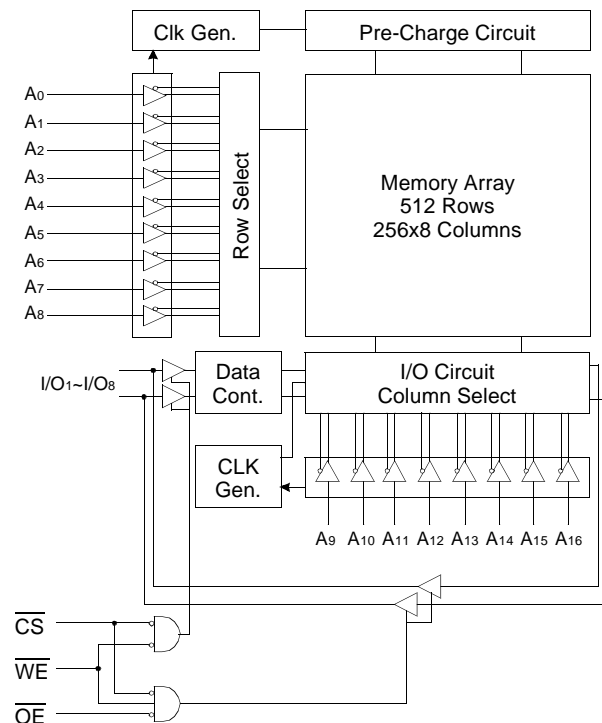 Clk Gen.
Pre-Charge Circuit
A0
A1
A2
A3
A4
A5
A6
A7
A8
Row Select
Memory Array
512 Rows
256x8 Columns
I/O1~I/O8
Data
Cont.
I/O Circuit
Column Select
CLK
Gen.
A9 A10 A11 A12 A13 A14 A15 A16
CS
WE
OE